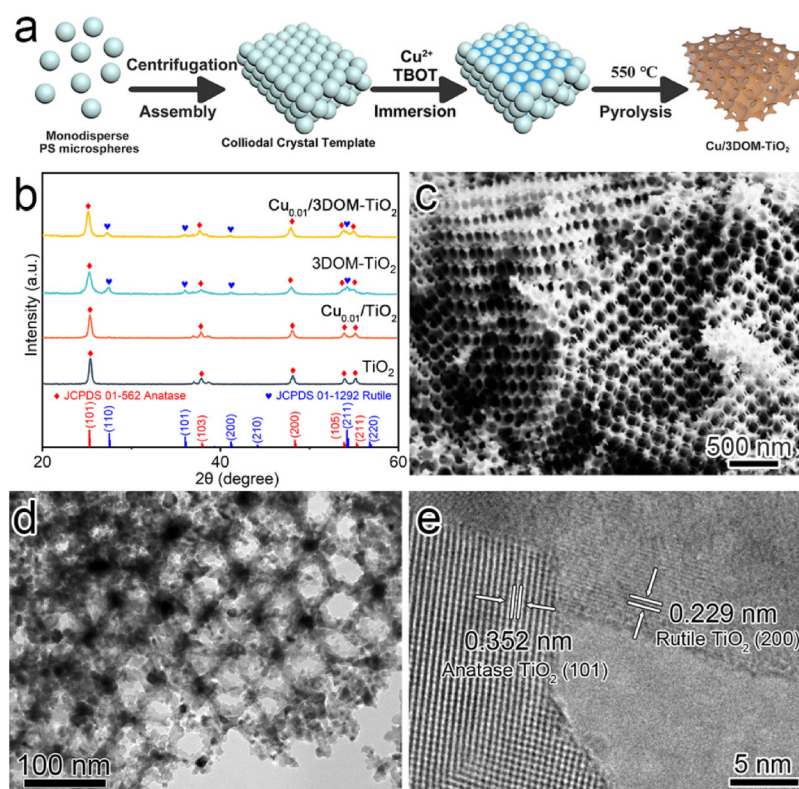 a
Centrifugation
Assembly
Cu²⁺
TBOT
Immersion
550 °C
Pyrolysis
Monodisperse
PS microspheres
Colliodal Crystal Template
Cu/3DOM-TiO₂
b
Intensity (a.u.)
Cu₀.₀₁/3DOM-TiO₂
3DOM-TiO₂
Cu₀.₀₁/TiO₂
TiO₂
♦ JCPDS 01-562 Anatase ♥ JCPDS 01-1292 Rutile
(101) (110) (101) (103) (200) (210) (200) (105) (211) (211) (220)
20 40 60
2θ (degree)
c
500 nm
d
100 nm
e
0.352 nm
Anatase TiO₂ (101)
0.229 nm
Rutile TiO₂ (200)
5 nm